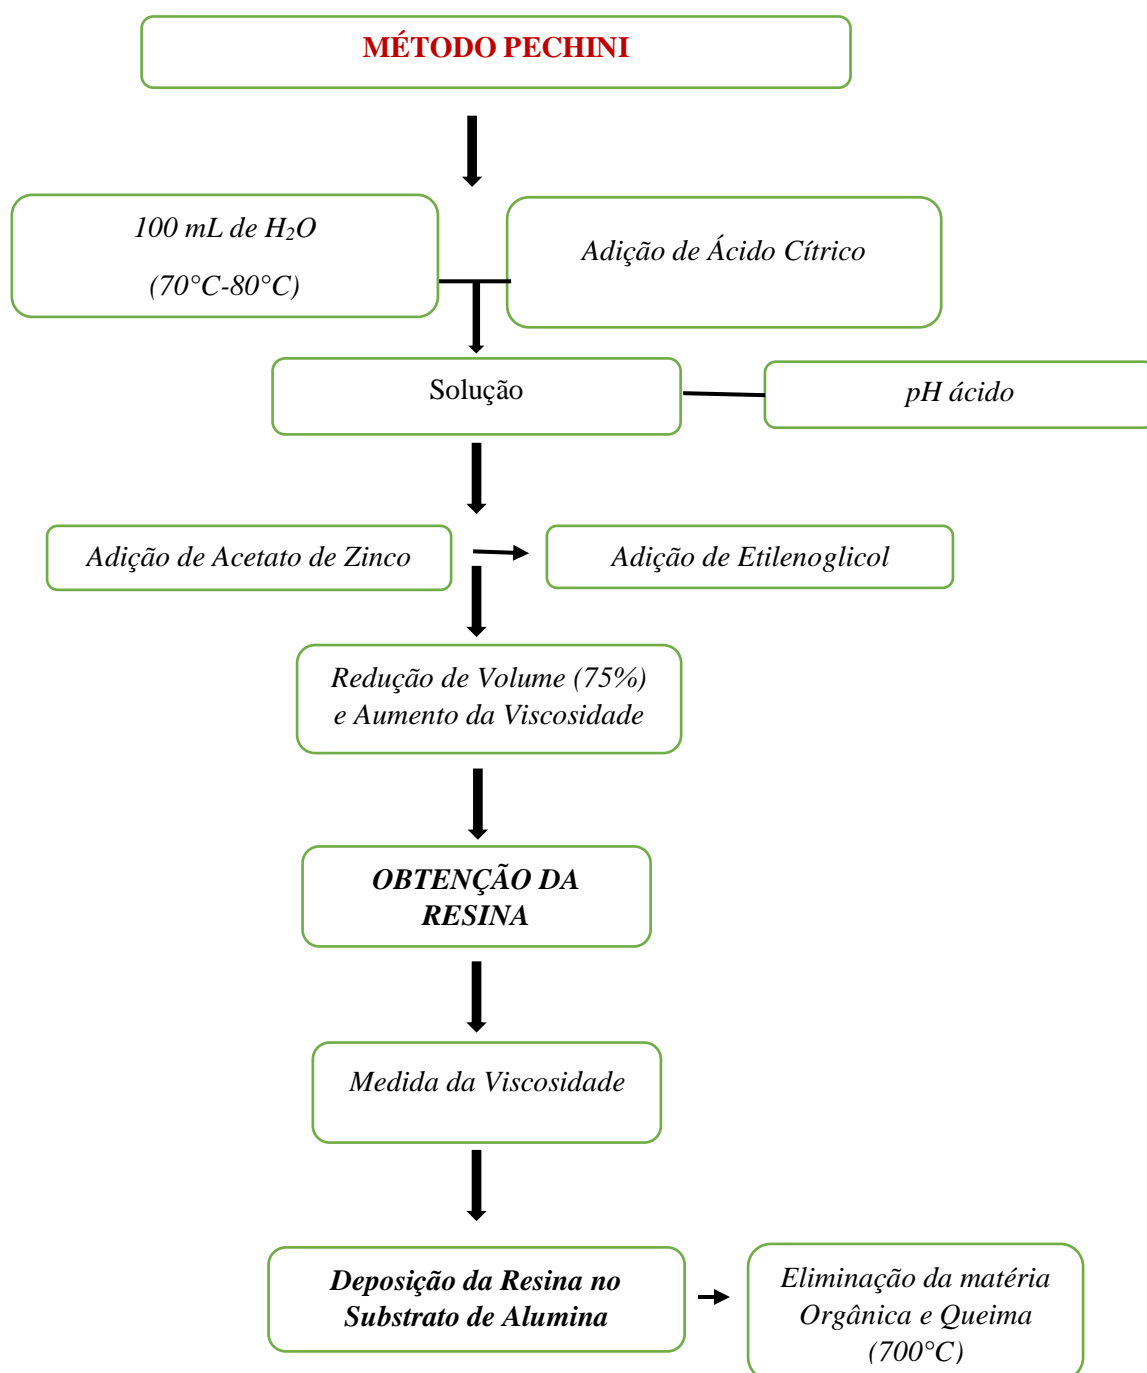 MÉTODO PECHINI
100 mL de H₂O
(70°C-80°C)
Adição de Ácido Cítrico
Solução
pH ácido
Adição de Acetato de Zinco
Adição de Etilenoglicol
Redução de Volume (75%)
e Aumento da Viscosidade
OBTENÇÃO DA
RESINA
Medida da Viscosidade
Deposição da Resina no
Substrato de Alumina
Eliminação da matéria
Orgânica e Queima
(700°C)